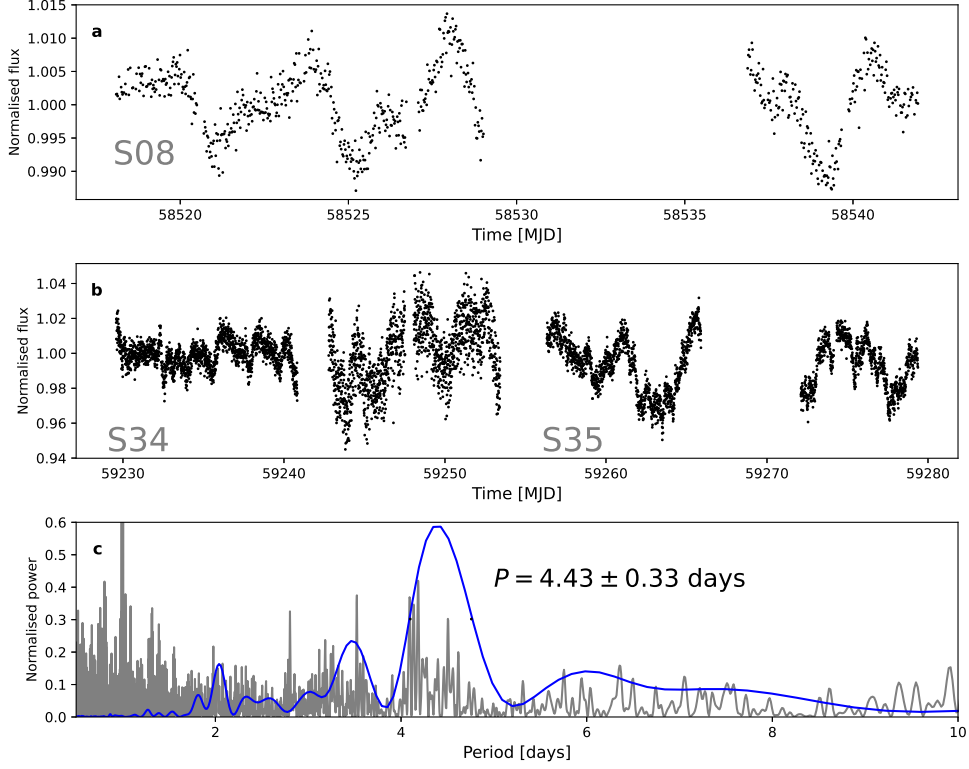 a
1.015
1.010
1.005
1.000
0.995
0.990
Normalised flux
S08
58520 58525 58530 58535 58540
Time [MJD]
b
1.04
1.02
1.00
0.98
0.96
0.94
Normalised flux
S34 S35
59230 59240 59250 59260 59270 59280
Time [MJD]
c
0.6
0.5
0.4
0.3
0.2
0.1
0.0
Normalised power
P = 4.43 ± 0.33 days
2 4 6 8 10
Period [days]